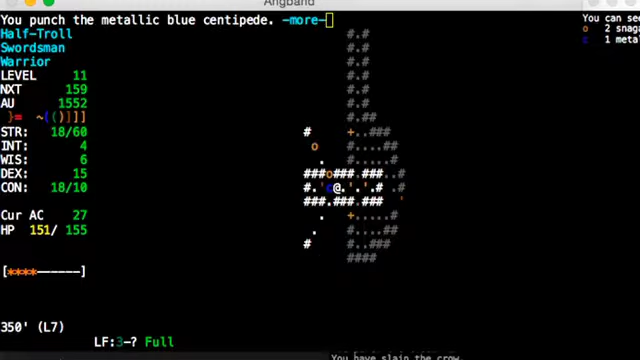 Angband
You punch the metallic blue centipede. -more-
You can see
Half-Troll
o 2 snaga
Swordsman
c 1 metal
Warrior
LEVEL 11
NXT 159
AU 1552
}= ~(()]]]]
STR: 18/60
INT: 4
WIS: 6
DEX: 15
CON: 18/10
Cur AC 27
HP 151/ 155
[****------]
350' (L7)
LF:3-? Full
You have slain the crow.